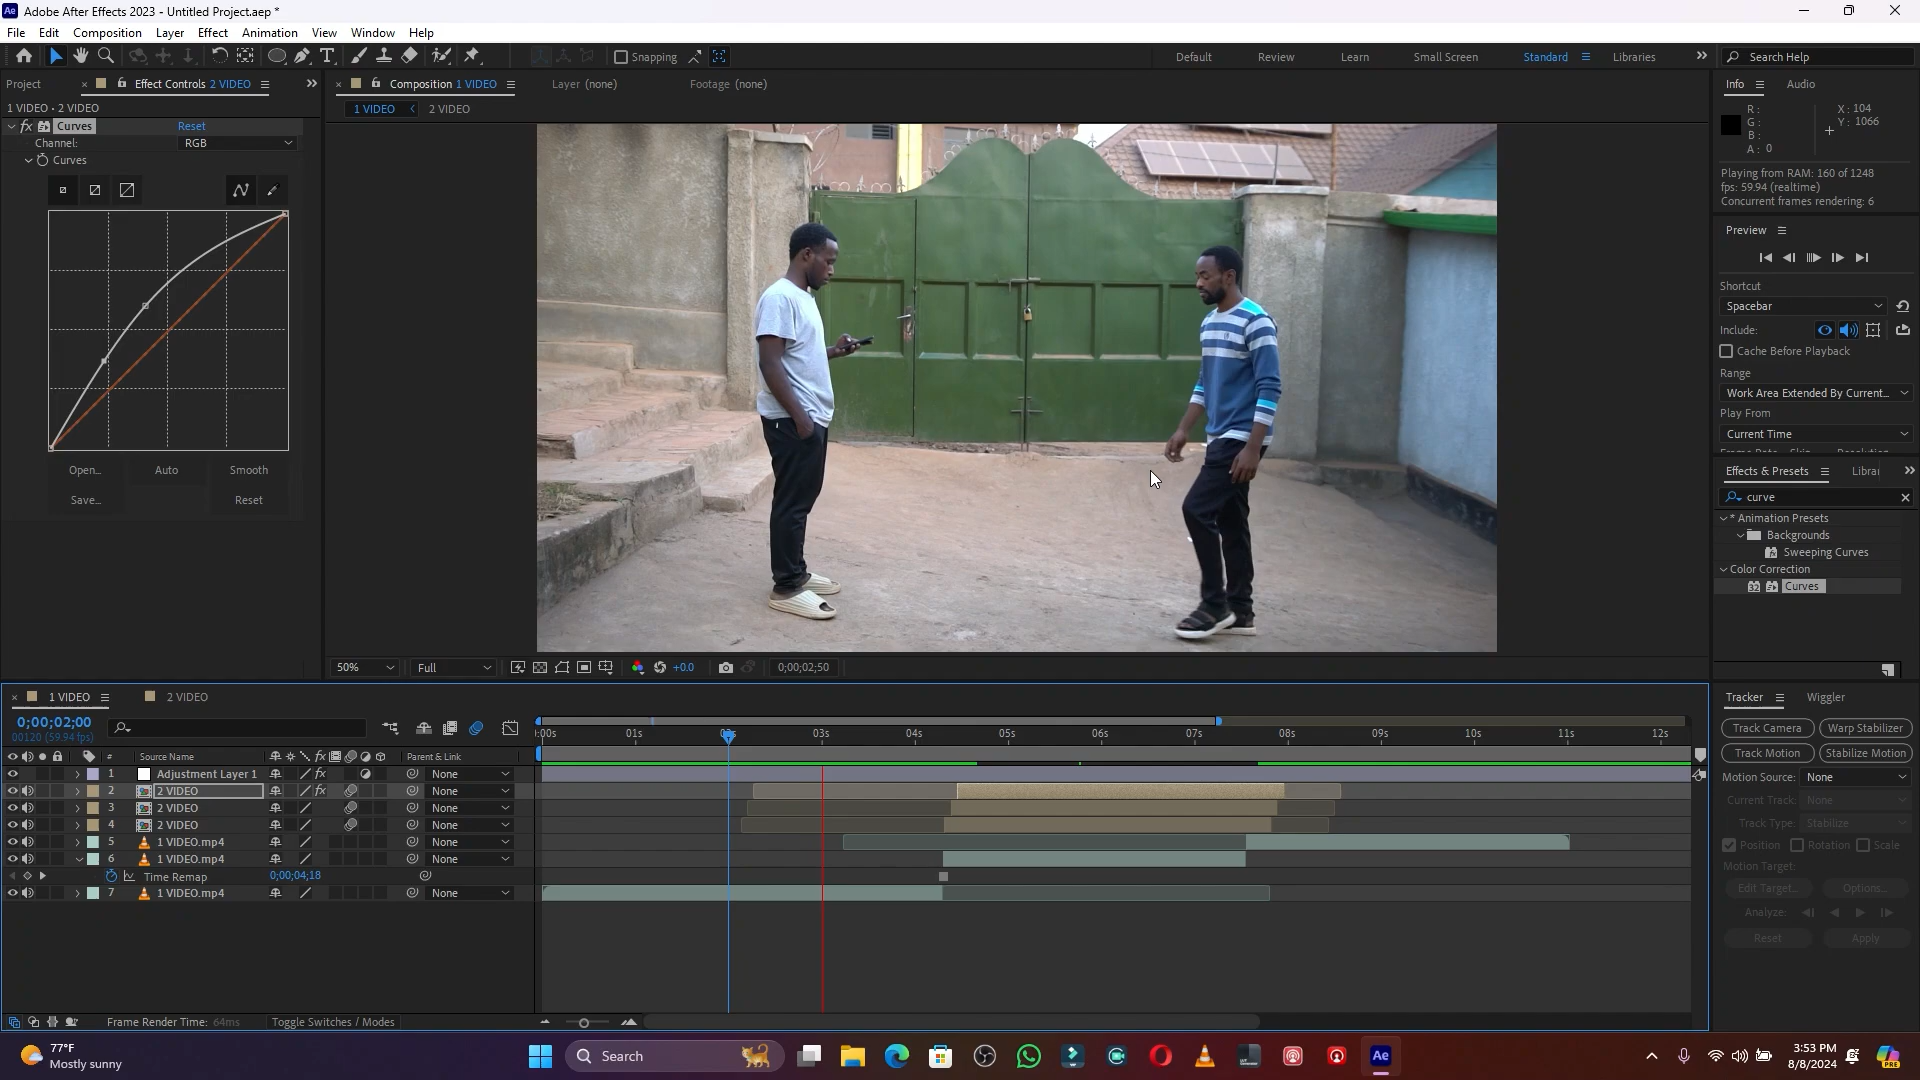 Adobe After Effects 2023 - Untitled Project.aep *
File Edit Composition Layer Effect Animation View Window Help
Snapping
Default Review Learn Small Screen Standard Libraries
Search Help
Project Effect Controls 2 VIDEO
Composition 1 VIDEO Layer (none) Footage (none)
1 VIDEO • 2 VIDEO
1 VIDEO 2 VIDEO
fx Curves Reset
Channel: RGB
Curves
Open... Auto Smooth
Save... Reset
Info Audio
R: X: 104
G: Y: 1066
B:
A: 0
Playing from RAM: 160 of 1248
fps: 59.94 (realtime)
Concurrent frames rendering: 6
Preview
Shortcut
Spacebar
Include:
Cache Before Playback
Range
Work Area Extended By Current...
Play From
Current Time
Effects & Presets
curve
* Animation Presets
Backgrounds
Sweeping Curves
Color Correction
32 Curves
50% Full +0.0 0;00;02;50
1 VIDEO 2 VIDEO
0;00;02;00
00120 (59.94 fps)
:00s 01s 03s 04s 05s 06s 07s 08s 09s 10s 11s 12s
# Source Name fx Parent & Link
1 Adjustment Layer 1 fx None
2 2 VIDEO fx None
3 2 VIDEO None
4 2 VIDEO None
5 1 VIDEO.mp4 None
6 1 VIDEO.mp4 None
Time Remap 0;00;04;18
7 1 VIDEO.mp4 None
Frame Render Time: 64ms Toggle Switches / Modes
Tracker Wiggler
Track Camera Warp Stabilizer
Track Motion Stabilize Motion
Motion Source: None
Current Track: None
Track Type: Stabilize
Position Rotation Scale
Motion Target:
Edit Target... Options...
Analyze:
Reset Apply
77°F
Mostly sunny
Search
Ae
3:53 PM
8/8/2024